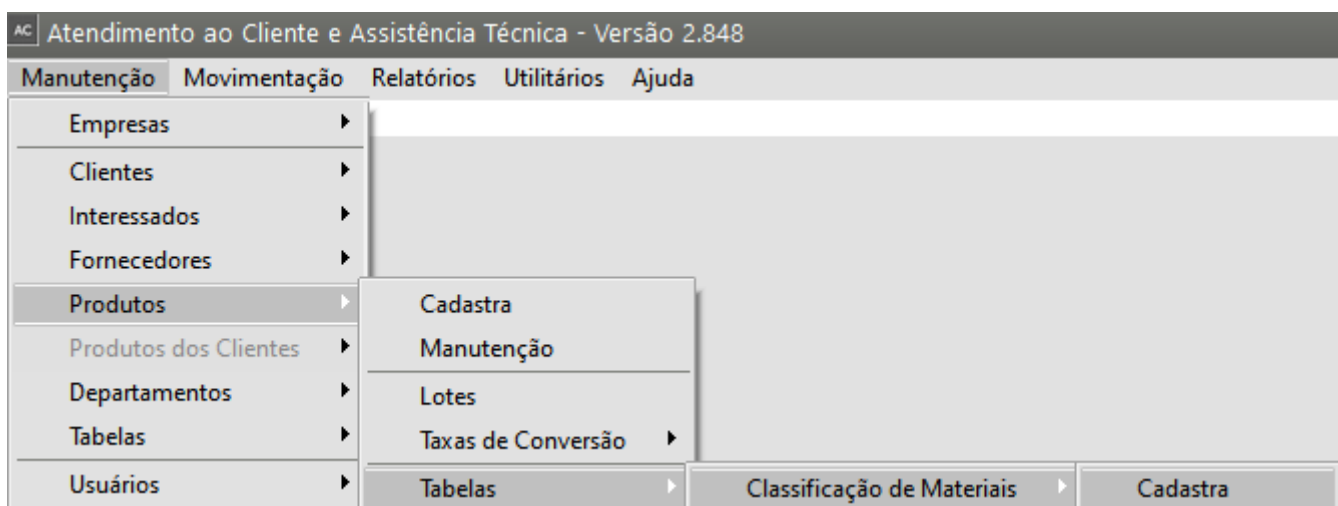 AC Atendimento ao Cliente e Assistência Técnica - Versão 2.848
Manutenção Movimentação Relatórios Utilitários Ajuda
Empresas
Clientes
Interessados
Fornecedores
Produtos Cadastra
Produtos dos Clientes Manutenção
Departamentos Lotes
Tabelas Taxas de Conversão
Usuários Tabelas Classificação de Materiais Cadastra